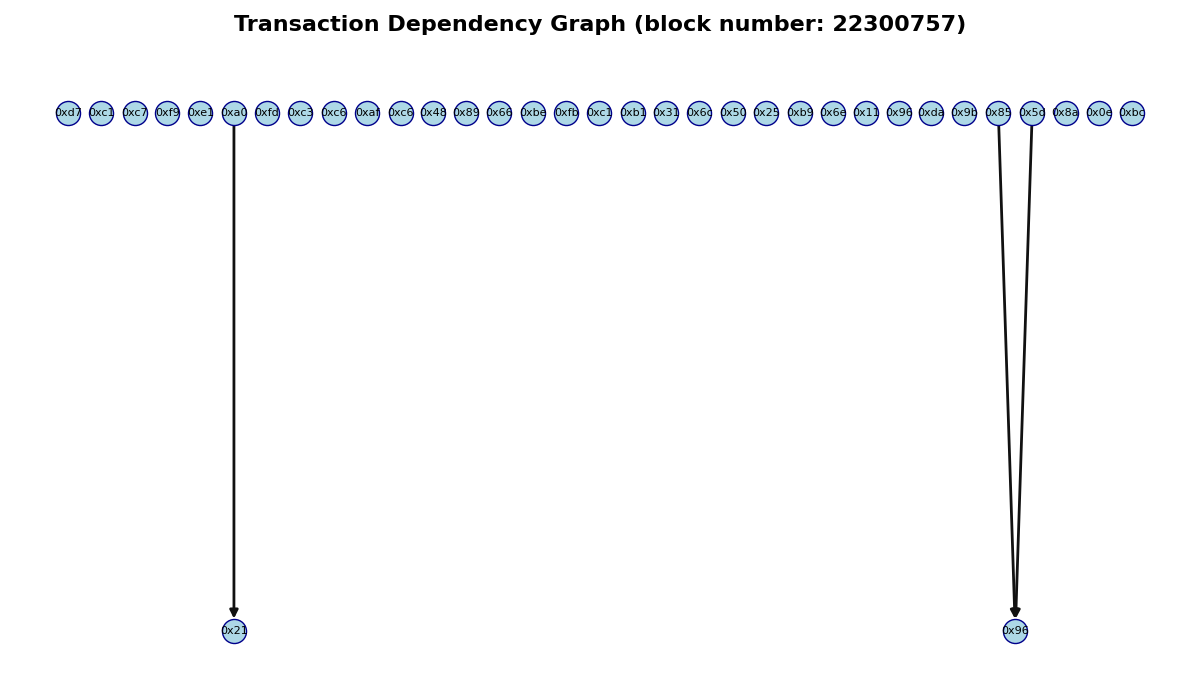 Transaction Dependency Graph (block number: 22300757)
0xd7 0xc1 0xc7 0xf9 0xe1 0xa0 0xfd 0xc3 0xc6 0xaf 0xc6 0x48 0x89 0x66 0xbe 0xfb 0xc1 0xb1 0x31 0x6c 0x50 0x25 0xb9 0x6e 0x11 0x96 0xda 0x9b 0x85 0x5c 0x8a 0x0e 0xbc
0x21 0x96